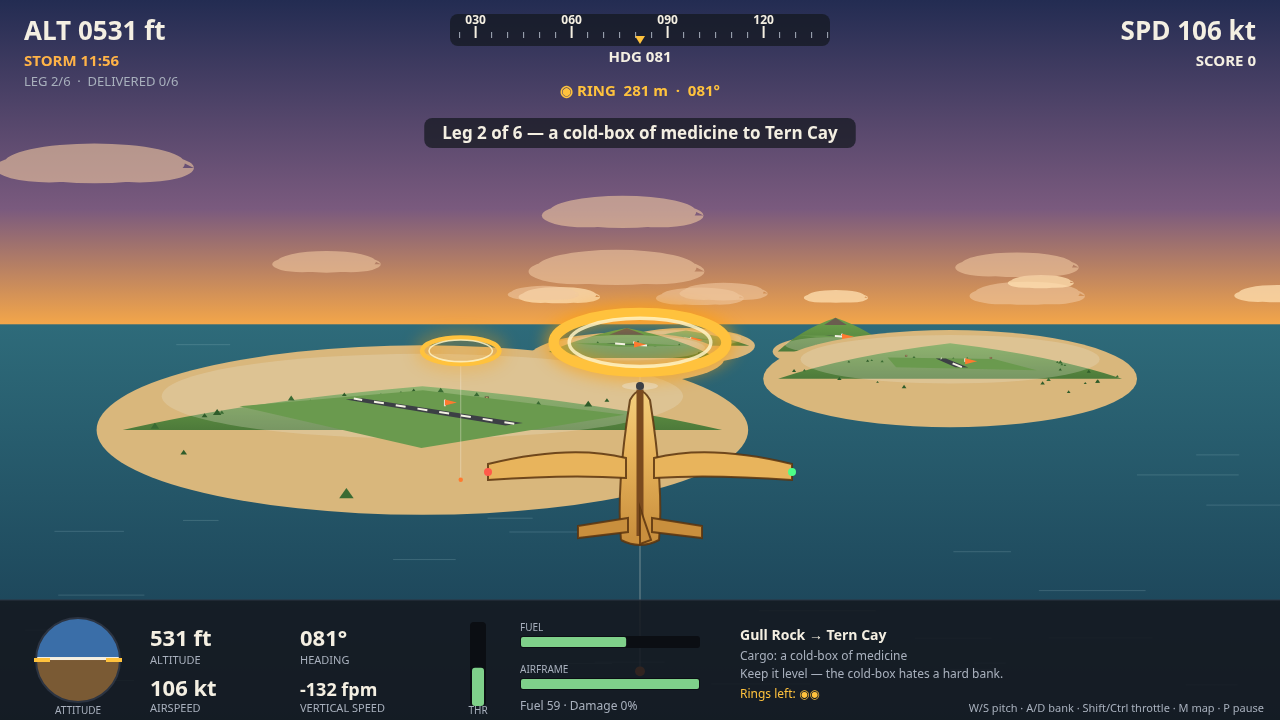 ALT 0531 ft
STORM 11:56
LEG 2/6 · DELIVERED 0/6
030 060 090 120
HDG 081
◉ RING 281 m · 081°
SPD 106 kt
SCORE 0
Leg 2 of 6 — a cold-box of medicine to Tern Cay
531 ft
ALTITUDE
106 kt
AIRSPEED
ATTITUDE
081°
HEADING
-132 fpm
VERTICAL SPEED
THR
FUEL
AIRFRAME
Fuel 59 · Damage 0%
Gull Rock → Tern Cay
Cargo: a cold-box of medicine
Keep it level — the cold-box hates a hard bank.
Rings left: ◉◉
W/S pitch · A/D bank · Shift/Ctrl throttle · M map · P pause